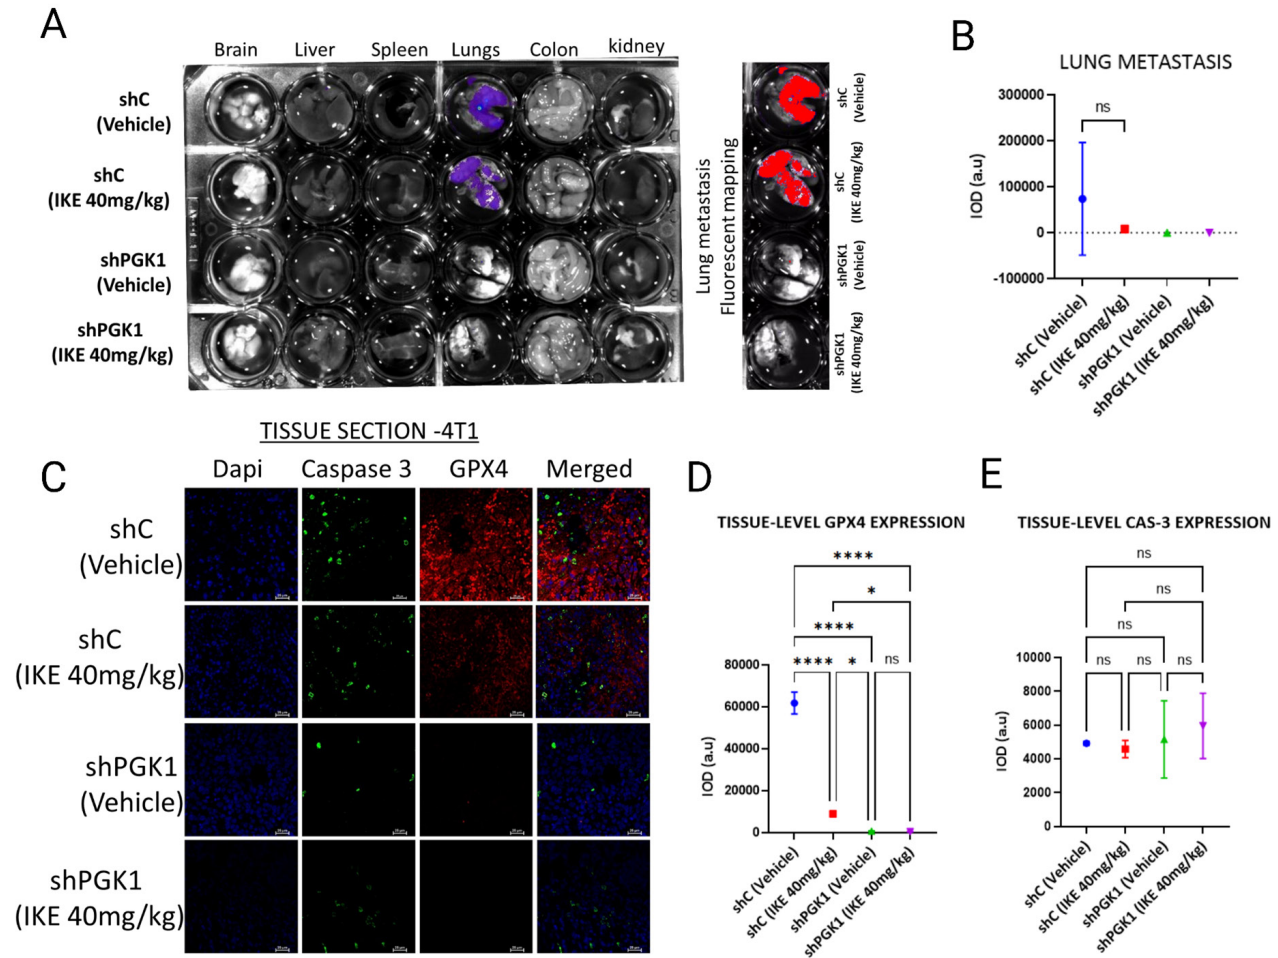 A
Brain Liver Spleen Lungs Colon kidney
shC
(Vehicle)
shC
(IKE 40mg/kg)
shPGK1
(Vehicle)
shPGK1
(IKE 40mg/kg)
Lung metastasis
Fluorescent mapping
shC
(Vehicle)
shC
(IKE 40mg/kg)
shPGK1
(Vehicle)
shPGK1
(IKE 40mg/kg)
B
LUNG METASTASIS
IOD (a.u)
300000
200000
100000
0
-100000
ns
shC (Vehicle)
shC (IKE 40mg/kg)
shPGK1 (Vehicle)
shPGK1 (IKE 40mg/kg)
TISSUE SECTION -4T1
C
Dapi Caspase 3 GPX4 Merged
shC
(Vehicle)
shC
(IKE 40mg/kg)
shPGK1
(Vehicle)
shPGK1
(IKE 40mg/kg)
D
TISSUE-LEVEL GPX4 EXPRESSION
****
*
****
**** * ns
IOD (a.u)
80000
60000
40000
20000
0
shC (Vehicle)
shC (IKE 40mg/kg)
shPGK1 (Vehicle)
shPGK1 (IKE 40mg/kg)
E
TISSUE-LEVEL CAS-3 EXPRESSION
ns
ns
ns
ns ns ns
IOD (a.u)
10000
8000
6000
4000
2000
0
shC (Vehicle)
shC (IKE 40mg/kg)
shPGK1 (Vehicle)
shPGK1 (IKE 40mg/kg)